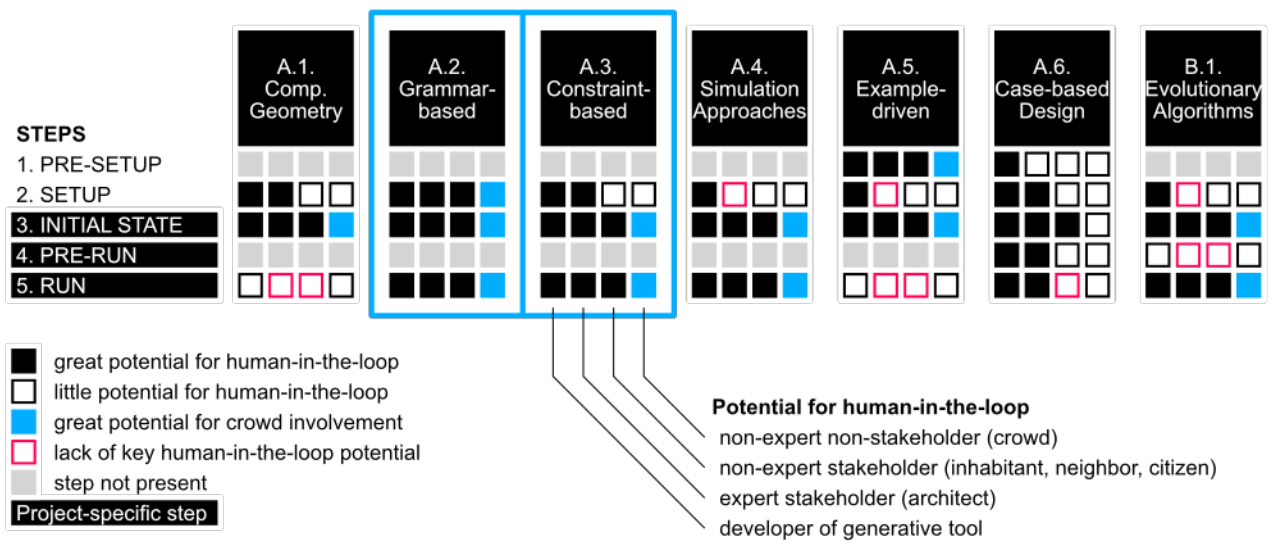 A.1.
Comp.
Geometry
A.2.
Grammar-
based
A.3.
Constraint-
based
A.4.
Simulation
Approaches
A.5.
Example-
driven
A.6.
Case-based
Design
B.1.
Evolutionary
Algorithms
STEPS
1. PRE-SETUP
2. SETUP
3. INITIAL STATE
4. PRE-RUN
5. RUN
great potential for human-in-the-loop
little potential for human-in-the-loop
great potential for crowd involvement
lack of key human-in-the-loop potential
step not present
Project-specific step
Potential for human-in-the-loop
non-expert non-stakeholder (crowd)
non-expert stakeholder (inhabitant, neighbor, citizen)
expert stakeholder (architect)
developer of generative tool